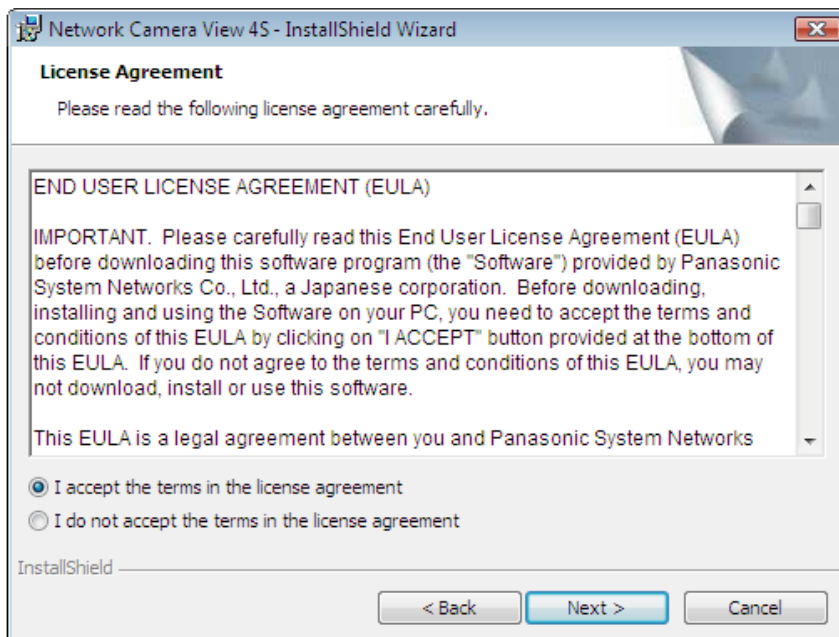 Network Camera View 4S - InstallShield Wizard
License Agreement
Please read the following license agreement carefully.
END USER LICENSE AGREEMENT (EULA)
IMPORTANT.  Please carefully read this End User License Agreement (EULA)
before downloading this software program (the "Software") provided by Panasonic
System Networks Co., Ltd., a Japanese corporation.  Before downloading,
installing and using the Software on your PC, you need to accept the terms and
conditions of this EULA by clicking on "I ACCEPT" button provided at the bottom of
this EULA.  If you do not agree to the terms and conditions of this EULA, you may
not download, install or use this software.
This EULA is a legal agreement between you and Panasonic System Networks
I accept the terms in the license agreement
I do not accept the terms in the license agreement
InstallShield
< Back
Next >
Cancel